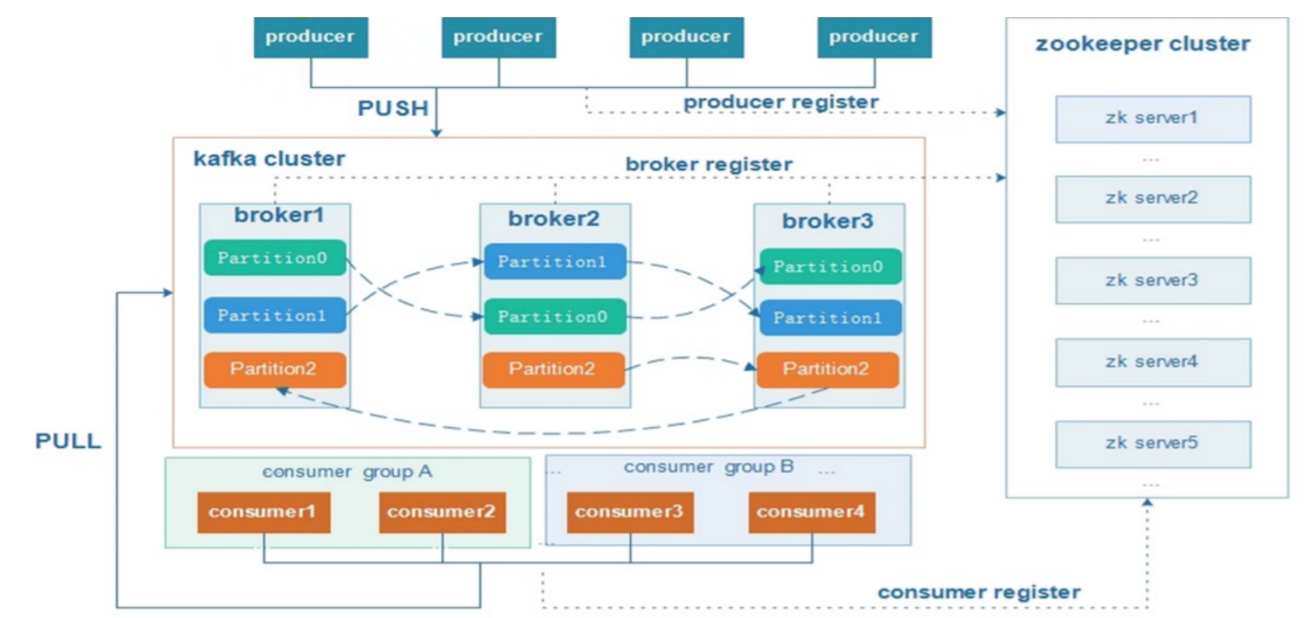 producer
producer
producer
producer
zookeeper cluster
PUSH
producer register
zk server1
...
kafka cluster
broker register
zk server2
...
broker1
broker2
broker3
Partition0
Partition1
Partition2
Partition1
Partition0
Partition2
Partition0
Partition1
Partition2
zk server3
...
zk server4
...
zk server5
...
PULL
consumer group A
...
consumer group B
...
consumer1
consumer2
consumer3
consumer4
...
...
consumer register